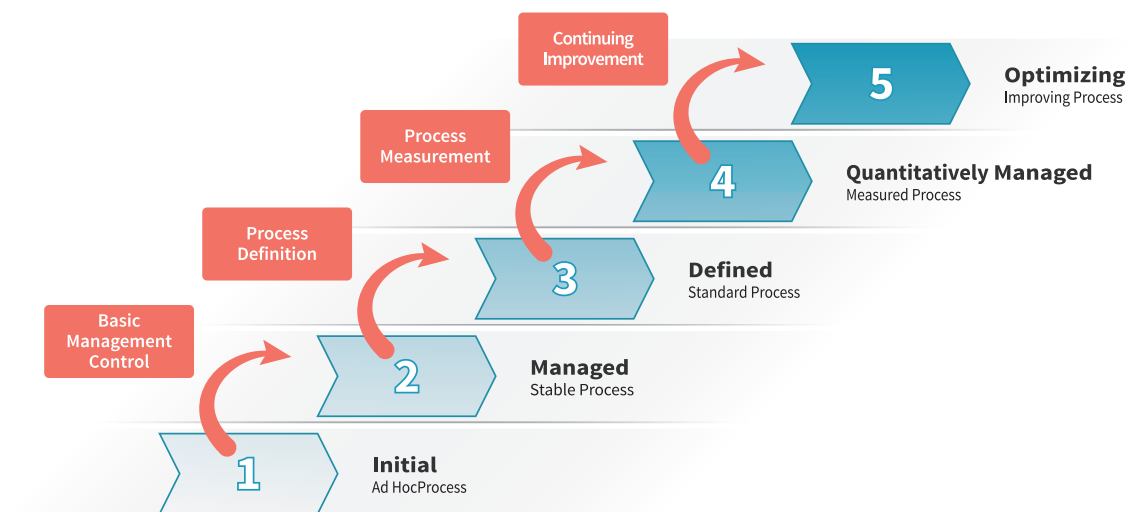 Continuing
Improvement
5
Optimizing
Improving Process
Process
Measurement
4
Quantitatively Managed
Measured Process
Process
Definition
3
Defined
Standard Process
Basic
Management
Control
2
Managed
Stable Process
1
Initial
Ad HocProcess